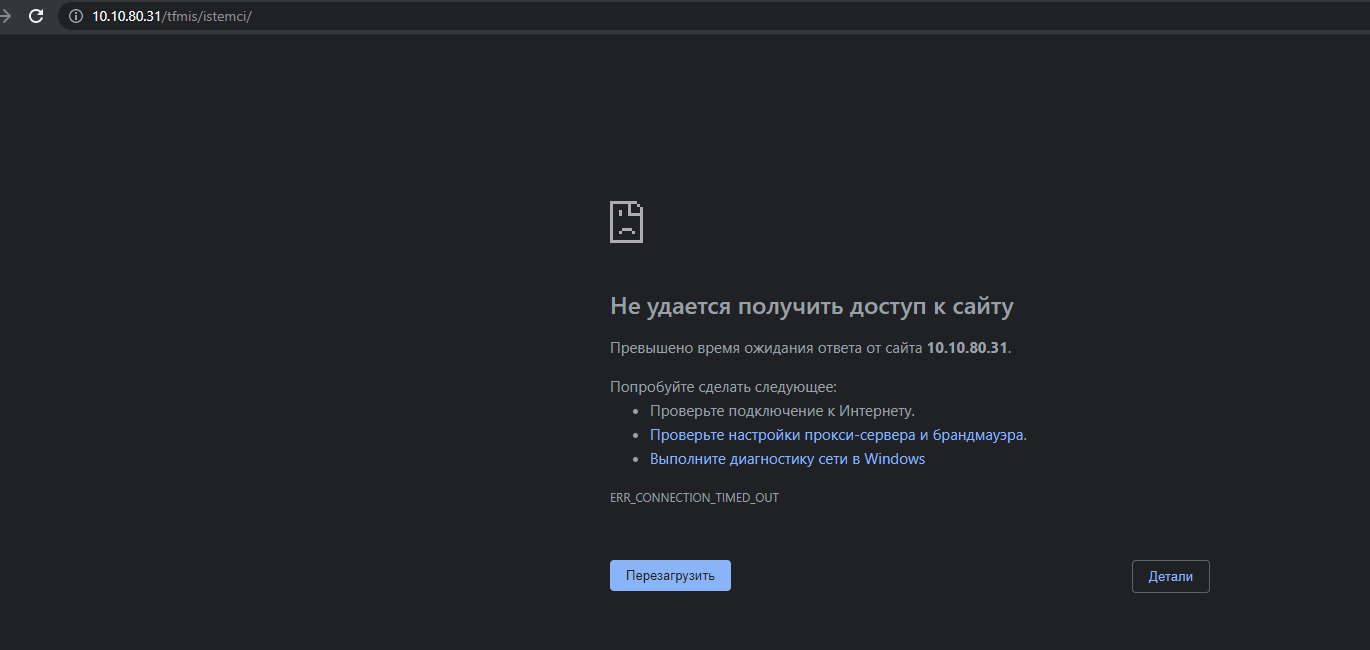 10.10.80.31/tfmis/istemci/
Не удается получить доступ к сайту
Превышено время ожидания ответа от сайта 10.10.80.31.
Попробуйте сделать следующее:
Проверьте подключение к Интернету.
Проверьте настройки прокси-сервера и брандмауэра.
Выполните диагностику сети в Windows
ERR_CONNECTION_TIMED_OUT
Перезагрузить
Детали